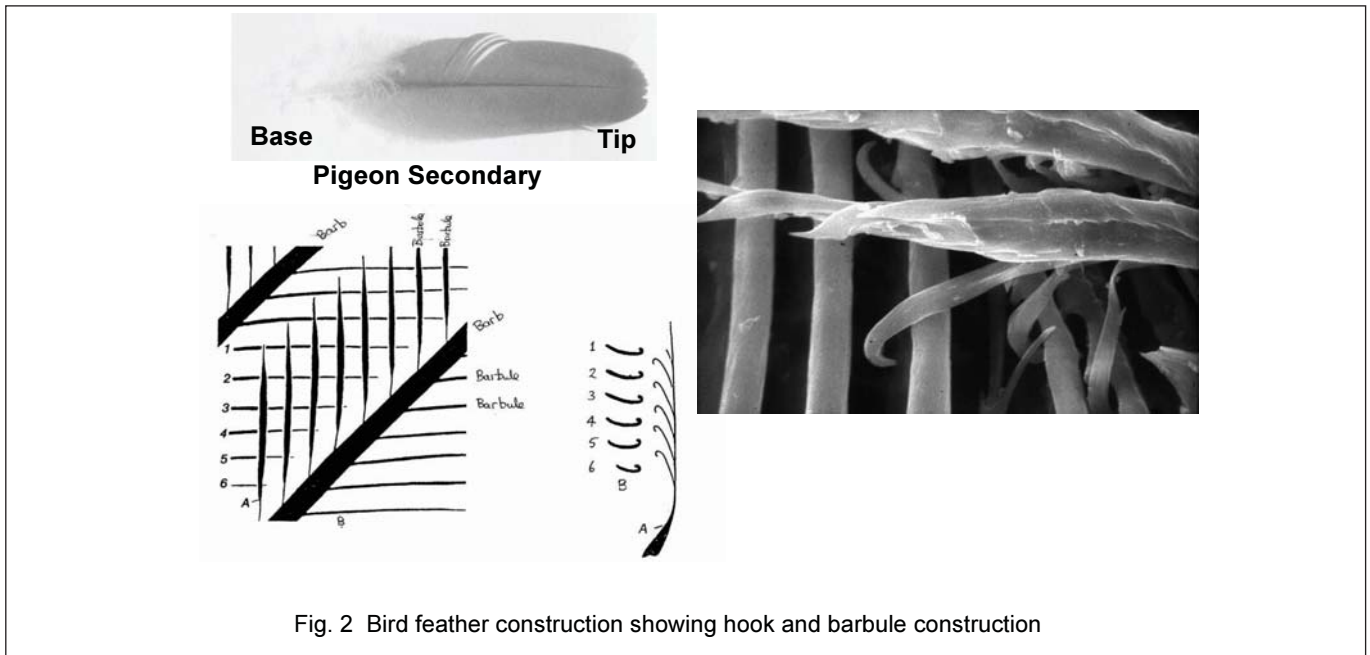 Base
Tip
Pigeon Secondary
Barb
Barbule
Barbule
Barb
1
2
3
4
5
6
A
B
Barbule
Barbule
1
2
3
4
5
6
B
A
Fig. 2 Bird feather construction showing hook and barbule construction